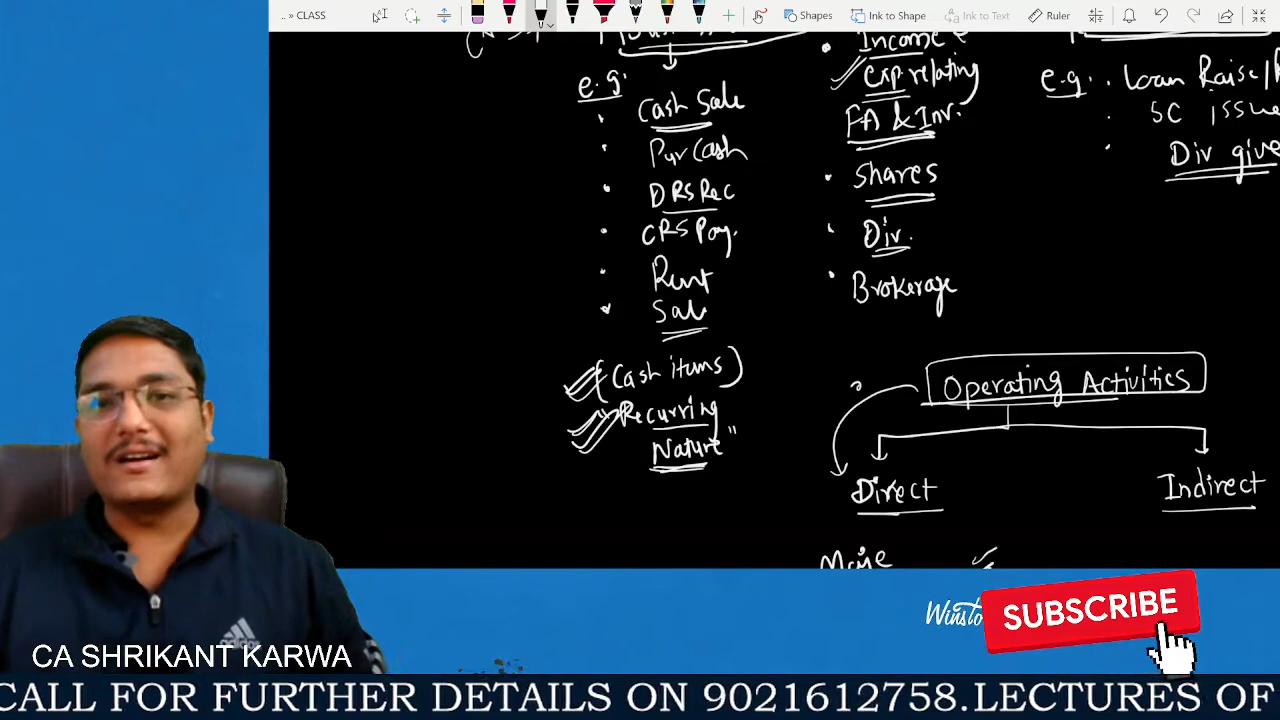 .. » CLASS
Shapes
Ink to Shape
Ink to Text
Ruler
e.g.
Cash Sale
Pur Cash
DRS Rec
CRS Pay.
Rent
Sale
(Cash items)
Recurring
Nature"
Income &
Exp. relating
FA & Inv.
Shares
Div.
Brokerage
e.g.
Loan Raise/
SC issue
Div give
Operating Activities
Direct
Indirect
SUBSCRIBE
CA SHRIKANT KARWA
CALL FOR FURTHER DETAILS ON 9021612758.LECTURES OF